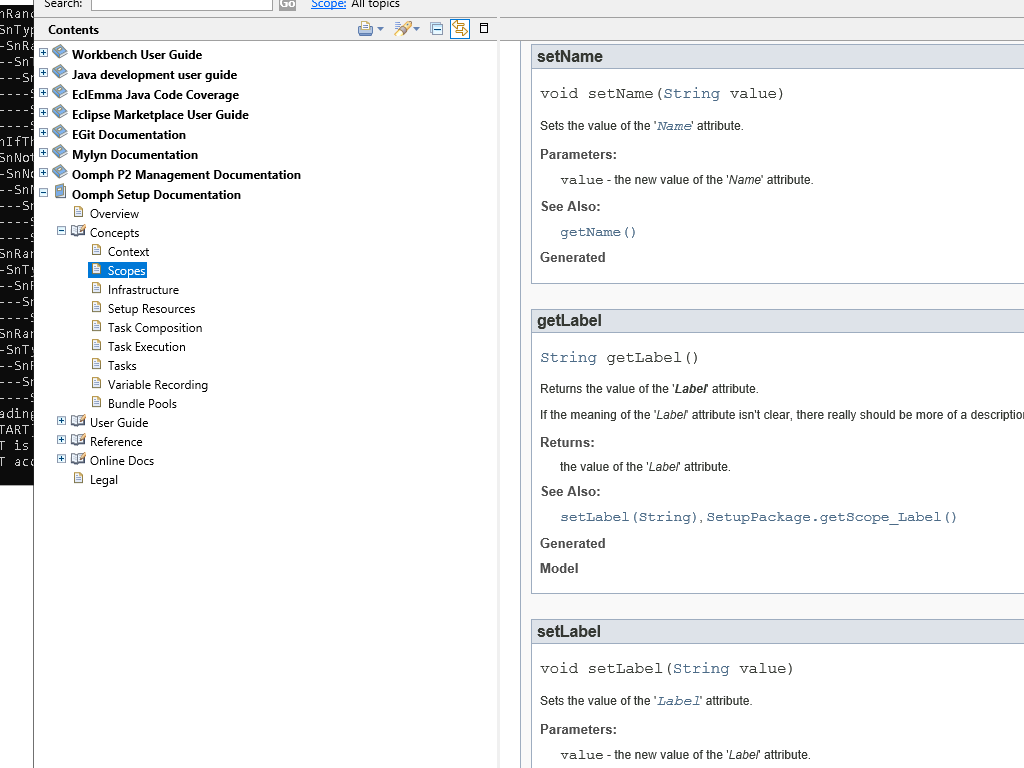 Search: Go Scope: All topics
Contents
Workbench User Guide
Java development user guide
EclEmma Java Code Coverage
Eclipse Marketplace User Guide
EGit Documentation
Mylyn Documentation
Oomph P2 Management Documentation
Oomph Setup Documentation
Overview
Concepts
Context
Scopes
Infrastructure
Setup Resources
Task Composition
Task Execution
Tasks
Variable Recording
Bundle Pools
User Guide
Reference
Online Docs
Legal
setName
void setName(String value)
Sets the value of the 'Name' attribute.
Parameters:
value - the new value of the 'Name' attribute.
See Also:
getName()
Generated
getLabel
String getLabel()
Returns the value of the 'Label' attribute.
If the meaning of the 'Label' attribute isn't clear, there really should be more of a description
Returns:
the value of the 'Label' attribute.
See Also:
setLabel(String), SetupPackage.getScope_Label()
Generated
Model
setLabel
void setLabel(String value)
Sets the value of the 'Label' attribute.
Parameters:
value - the new value of the 'Label' attribute.